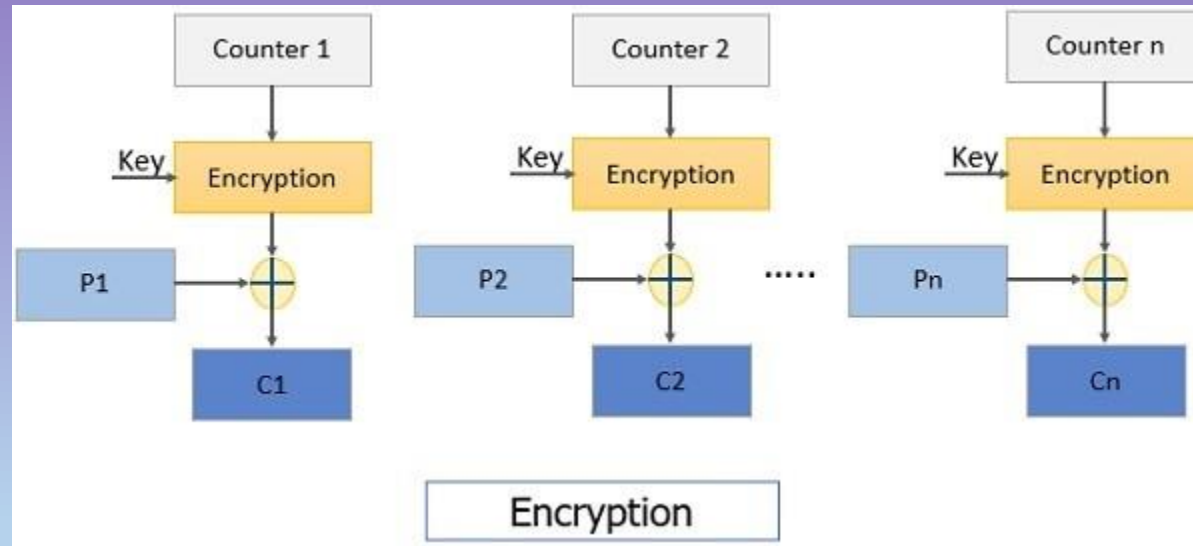 Counter 1
Counter 2
Counter n
Key
Encryption
Key
Encryption
Key
Encryption
P1
P2
.....
Pn
C1
C2
Cn
Encryption